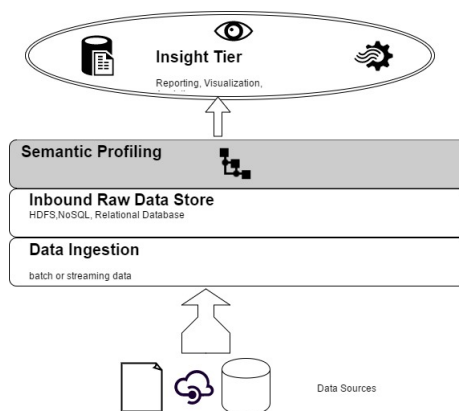 Insight Tier
Reporting, Visualization,
Semantic Profiling
Inbound Raw Data Store
HDFS,NoSQL, Relational Database
Data Ingestion
batch or streaming data
Data Sources